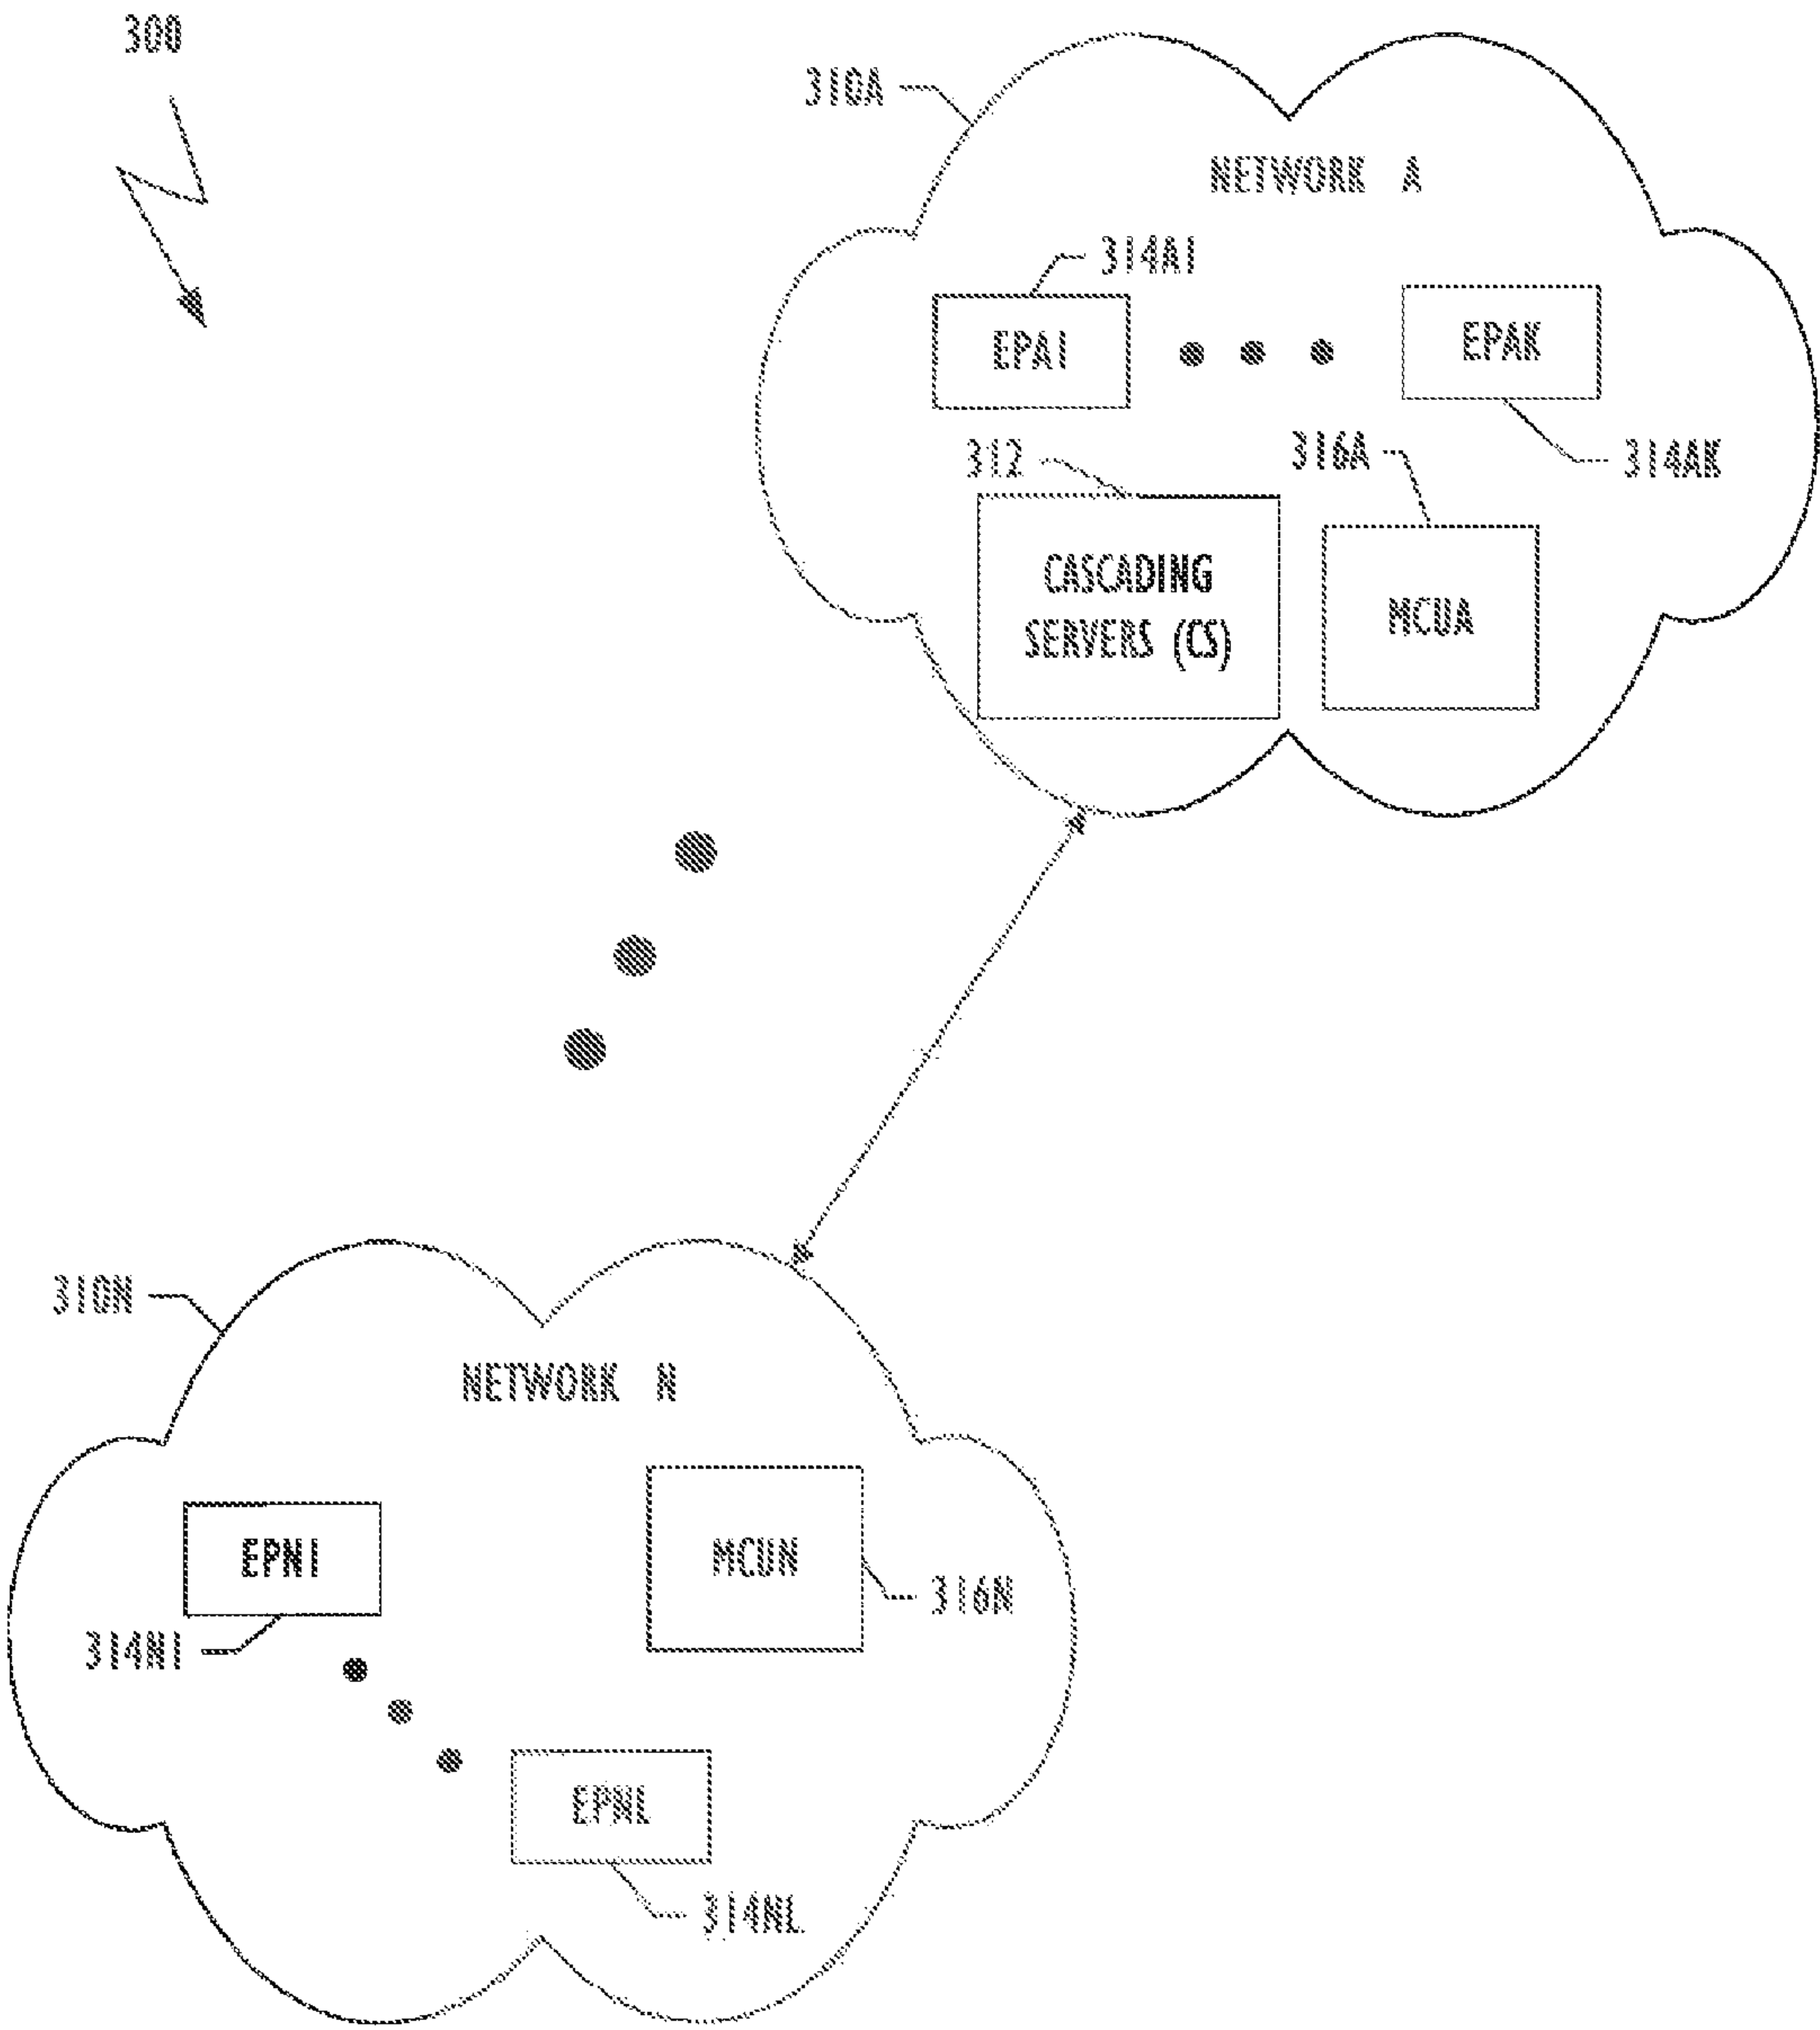 300
310A
NETWORK A
314A1
EPA1
EPAK
312
316A
314AK
CASCADING
SERVERS (CS)
MCUA
310N
NETWORK N
EPN1
MCUN
316N
314N1
EPNL
314NL